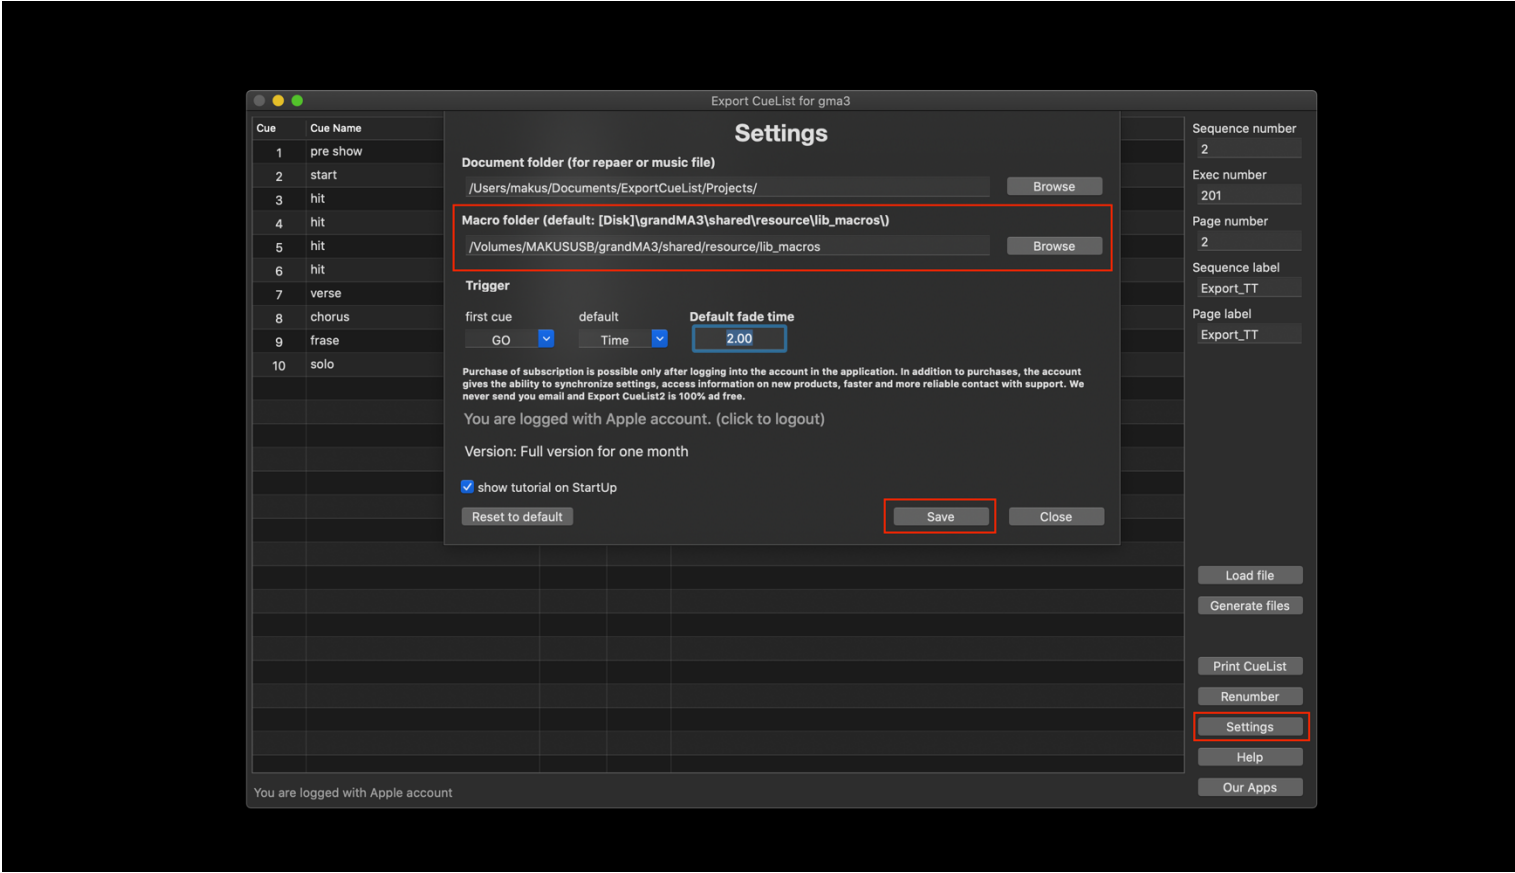 Export CueList for gma3
Cue Cue Name
1 pre show
2 start
3 hit
4 hit
5 hit
6 hit
7 verse
8 chorus
9 frase
10 solo
Settings
Document folder (for repaer or music file)
/Users/makus/Documents/ExportCueList/Projects/ Browse
Macro folder (default: [Disk]\grandMA3\shared\resource\lib_macros\)
/Volumes/MAKUSUSB/grandMA3/shared/resource/lib_macros Browse
Trigger
first cue default Default fade time
GO Time 2.00
Purchase of subscription is possible only after logging into the account in the application. In addition to purchases, the account
gives the ability to synchronize settings, access information on new products, faster and more reliable contact with support. We
never send you email and Export CueList2 is 100% ad free.
You are logged with Apple account. (click to logout)
Version: Full version for one month
show tutorial on StartUp
Reset to default Save Close
Sequence number
2
Exec number
201
Page number
2
Sequence label
Export_TT
Page label
Export_TT
Load file
Generate files
Print CueList
Renumber
Settings
Help
Our Apps
You are logged with Apple account